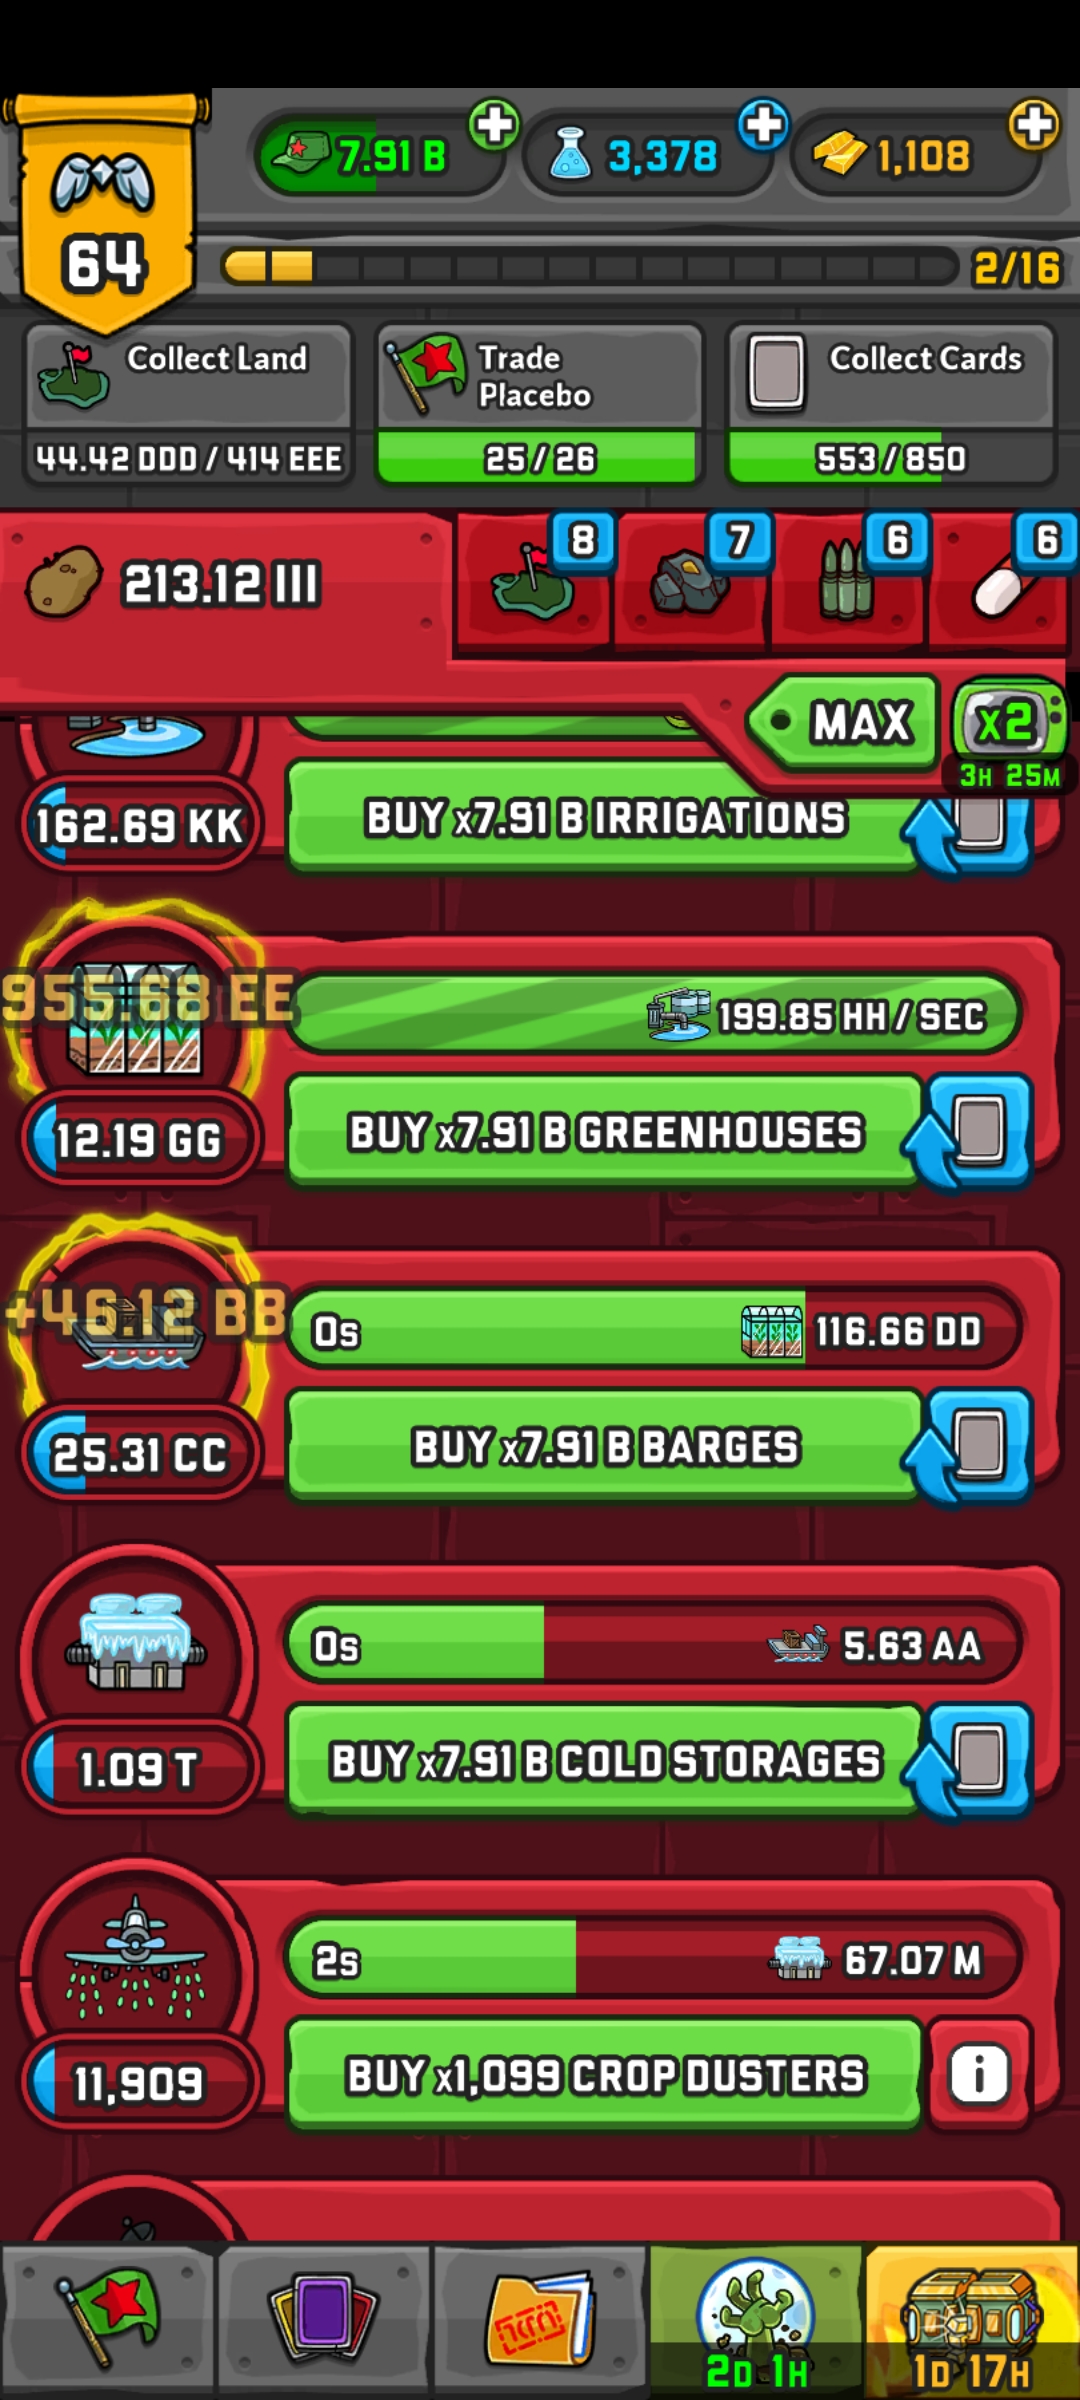 7.91 B
3,378
1,108
64
2/16
Collect Land
44.42 DDD / 414 EEE
Trade
Placebo
25 / 26
Collect Cards
553 / 850
213.12 III
8
7
6
6
MAX
x2
3H 25M
162.69 KK
BUY x7.91 B IRRIGATIONS
955.68 EE
199.85 HH / SEC
12.19 GG
BUY x7.91 B GREENHOUSES
+46.12 BB
0s
116.66 DD
25.31 CC
BUY x7.91 B BARGES
0s
5.63 AA
1.09 T
BUY x7.91 B COLD STORAGES
2s
67.07 M
11,909
BUY x1,099 CROP DUSTERS
i
2D 1H
1D 17H